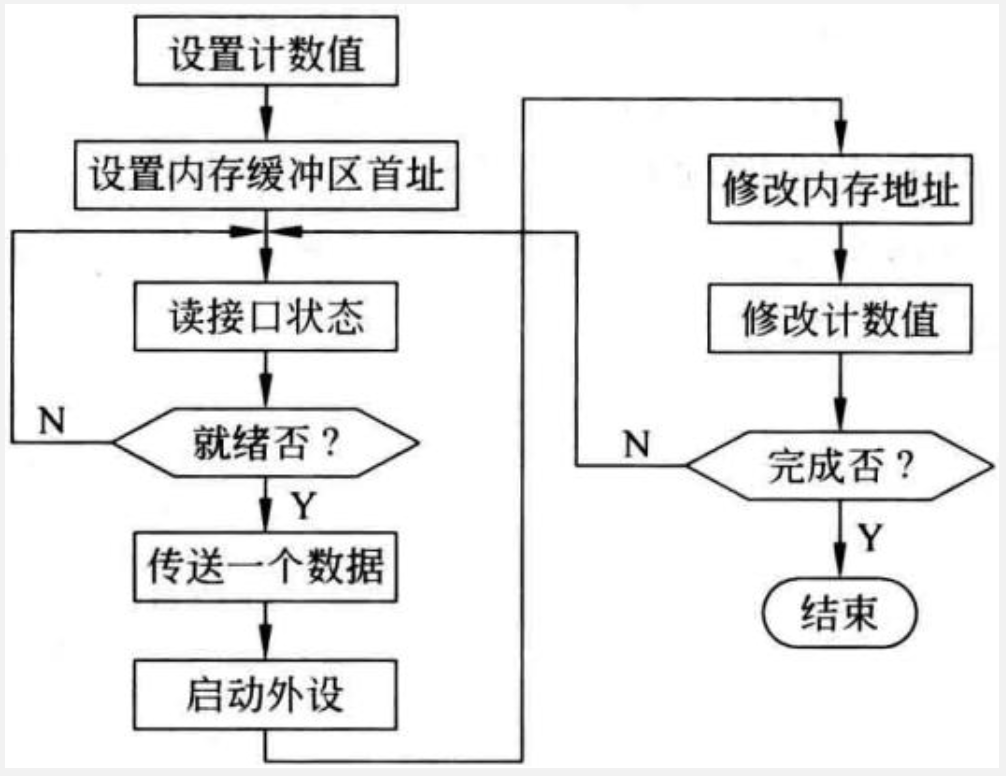 设置计数值
设置内存缓冲区首址
读接口状态
N
就绪否？
Y
传送一个数据
启动外设
修改内存地址
修改计数值
N
完成否？
Y
结束